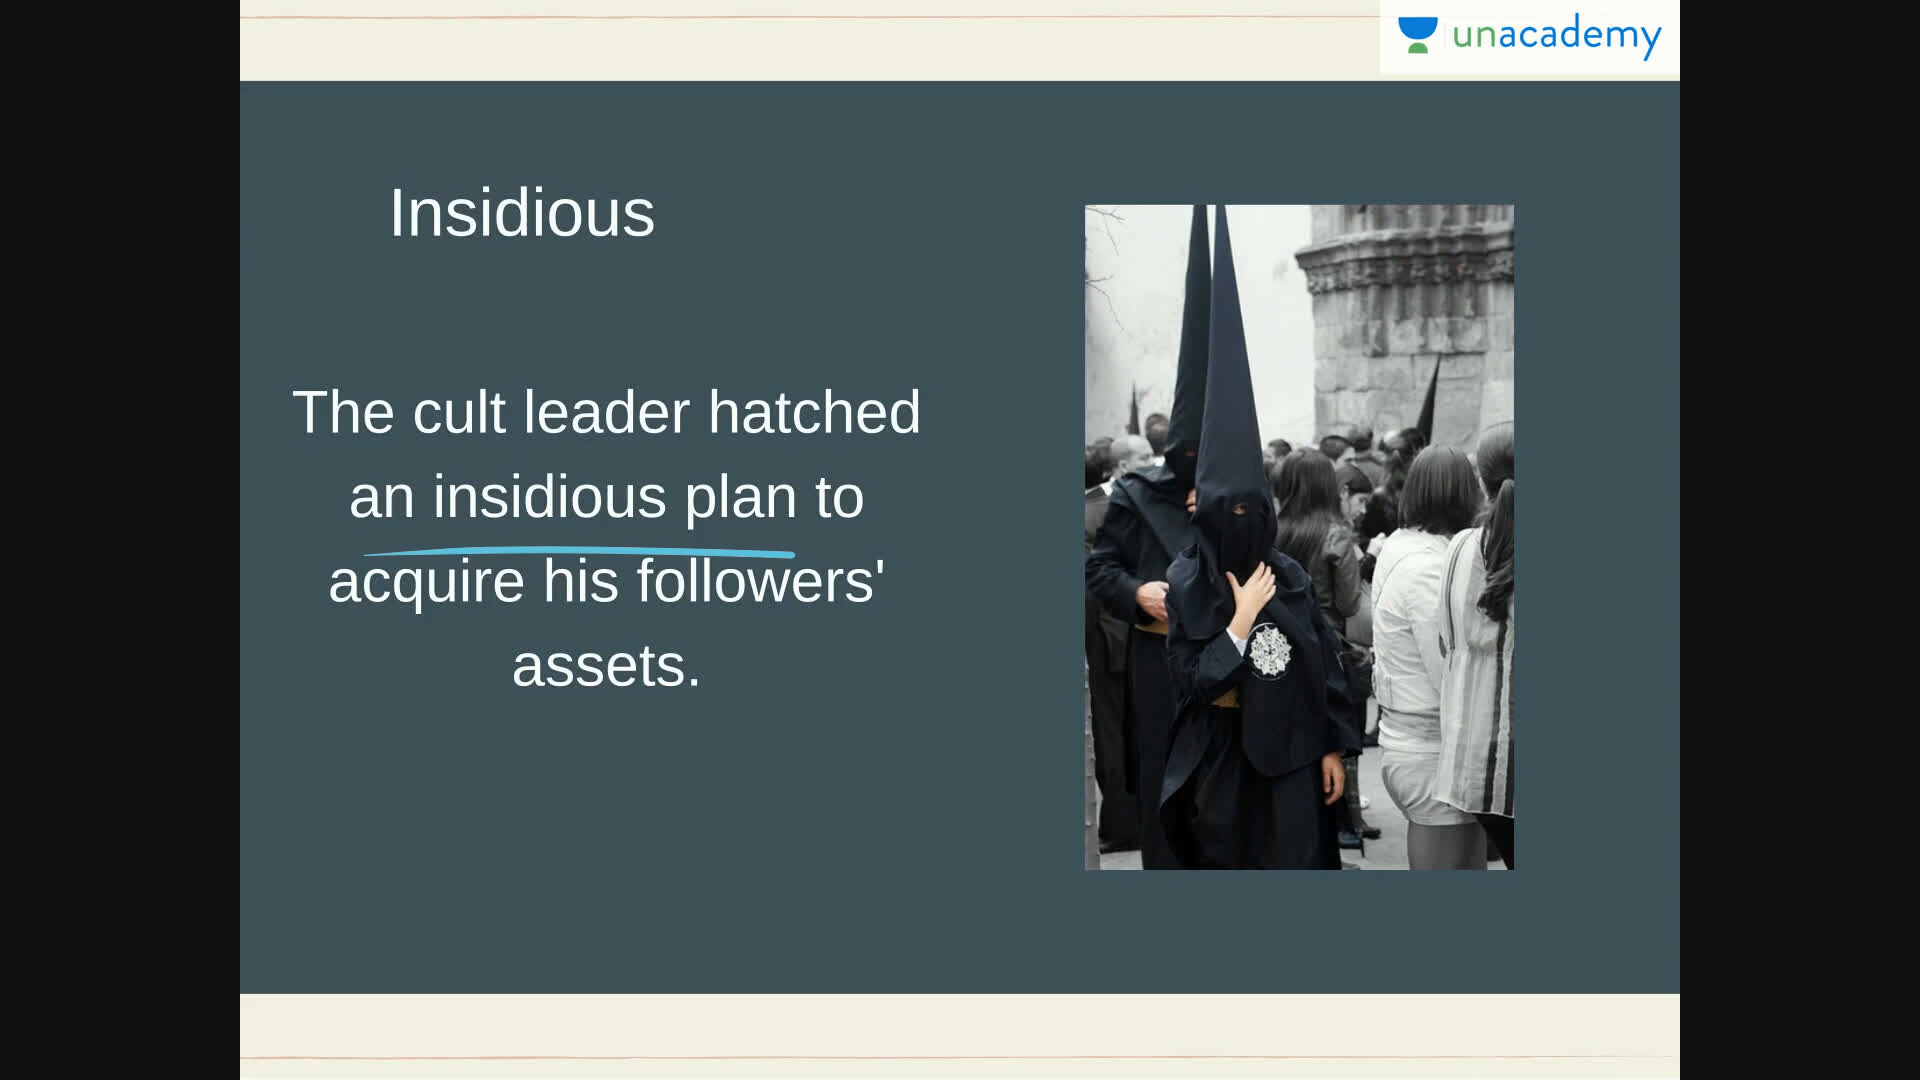 unacademy
Insidious
The cult leader hatched
an insidious plan to
acquire his followers'
assets.